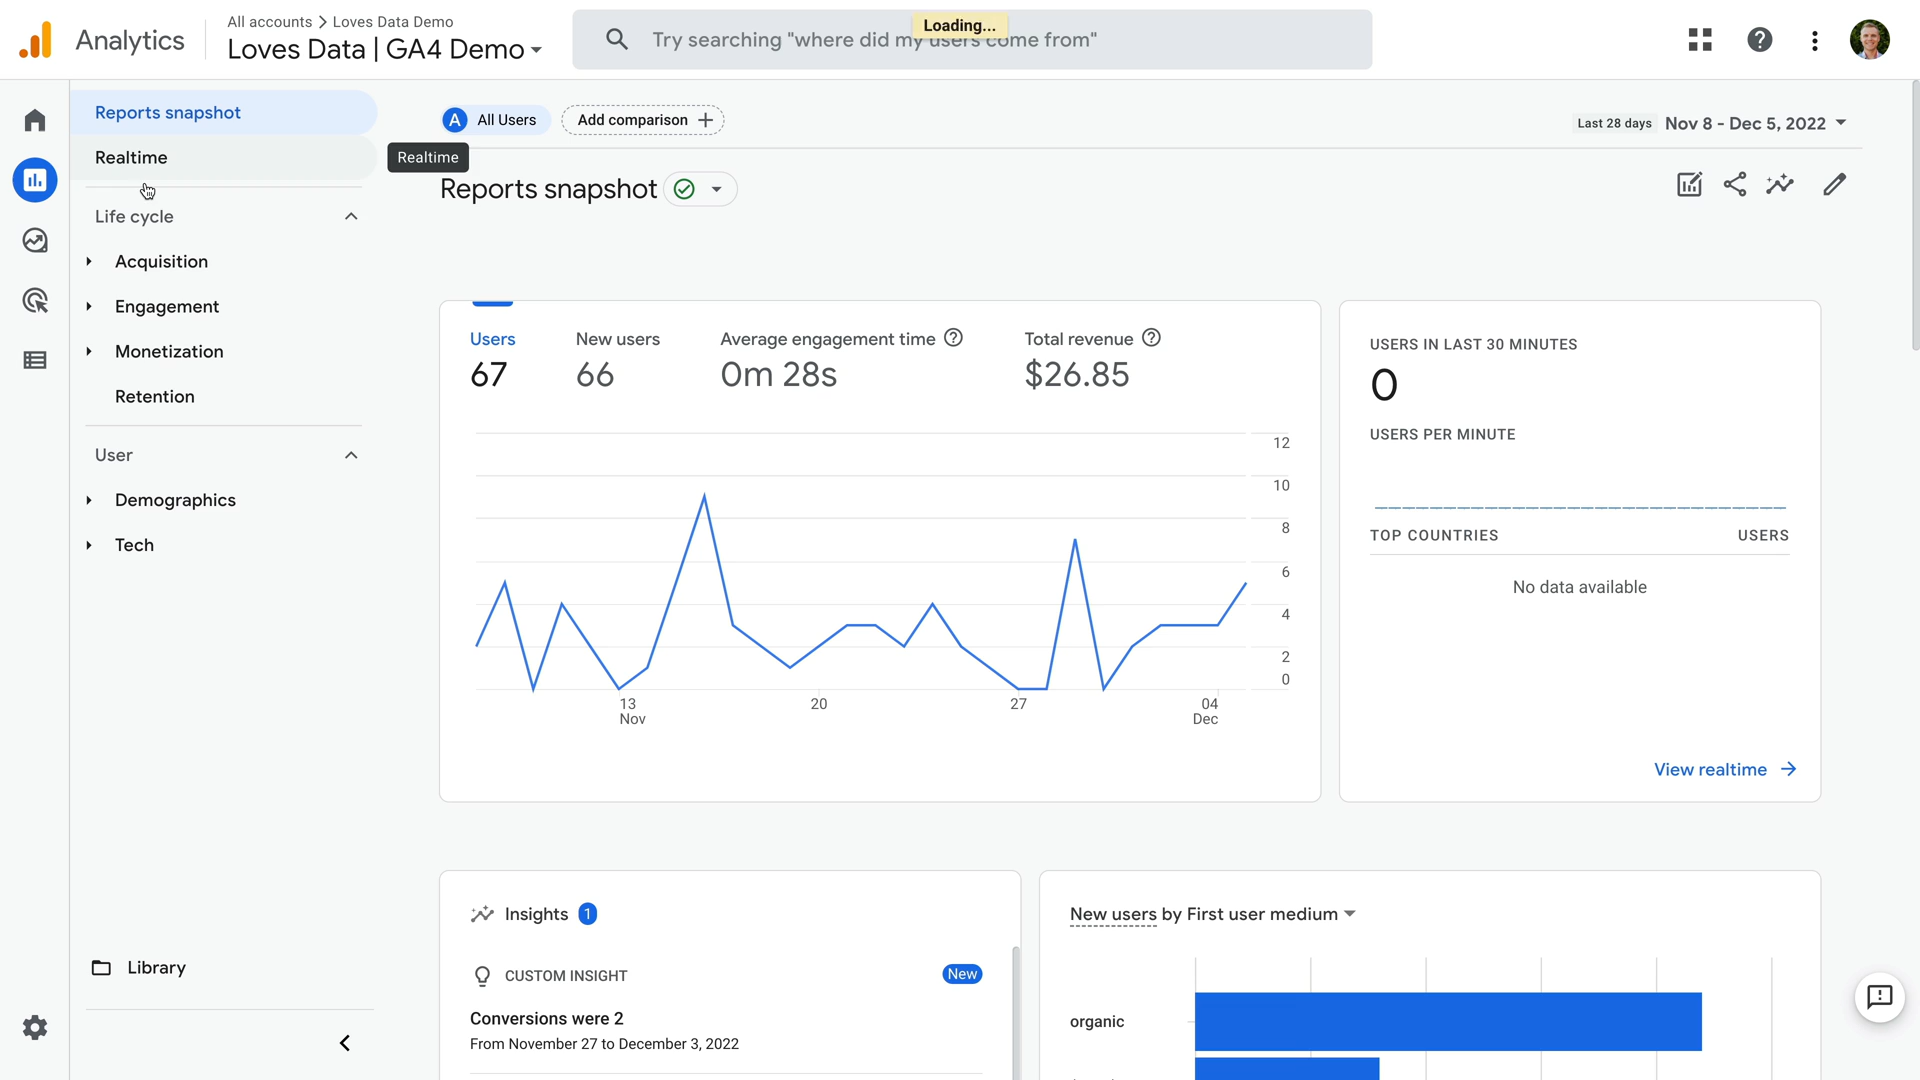 Analytics
All accounts > Loves Data Demo
Loves Data | GA4 Demo
Try searching "where did my users come from"
Loading...
Reports snapshot
Realtime
Life cycle
Acquisition
Engagement
Monetization
Retention
User
Demographics
Tech
Library
Realtime
A All Users
Add comparison +
Last 28 days Nov 8 - Dec 5, 2022
Reports snapshot
Users
67
New users
66
Average engagement time
0m 28s
Total revenue
$26.85
12
10
8
6
4
2
0
13
Nov
20
27
04
Dec
USERS IN LAST 30 MINUTES
0
USERS PER MINUTE
TOP COUNTRIES USERS
No data available
View realtime
Insights 1
CUSTOM INSIGHT New
Conversions were 2
From November 27 to December 3, 2022
New users by First user medium
organic